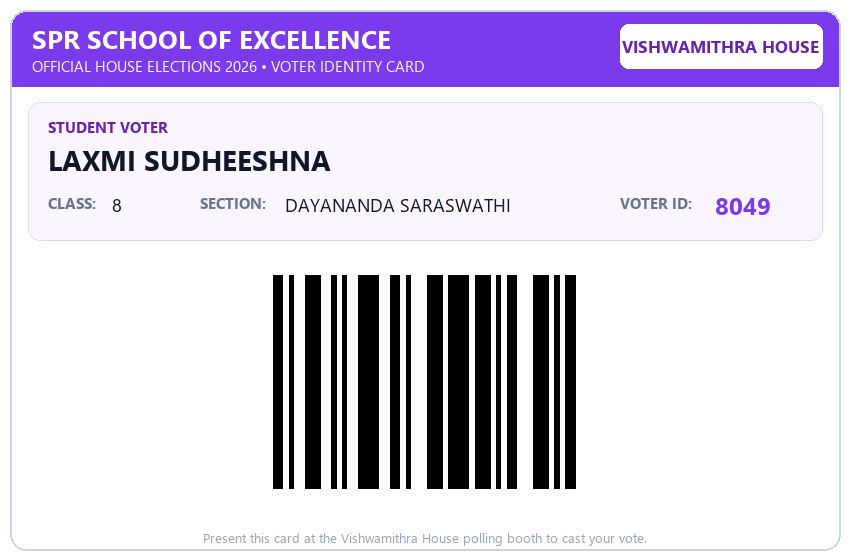 SPR SCHOOL OF EXCELLENCE
OFFICIAL HOUSE ELECTIONS 2026 • VOTER IDENTITY CARD
VISHWAMITHRA HOUSE
STUDENT VOTER
LAXMI SUDHEESHNA
CLASS: 8 SECTION: DAYANANDA SARASWATHI VOTER ID: 8049
Present this card at the Vishwamithra House polling booth to cast your vote.